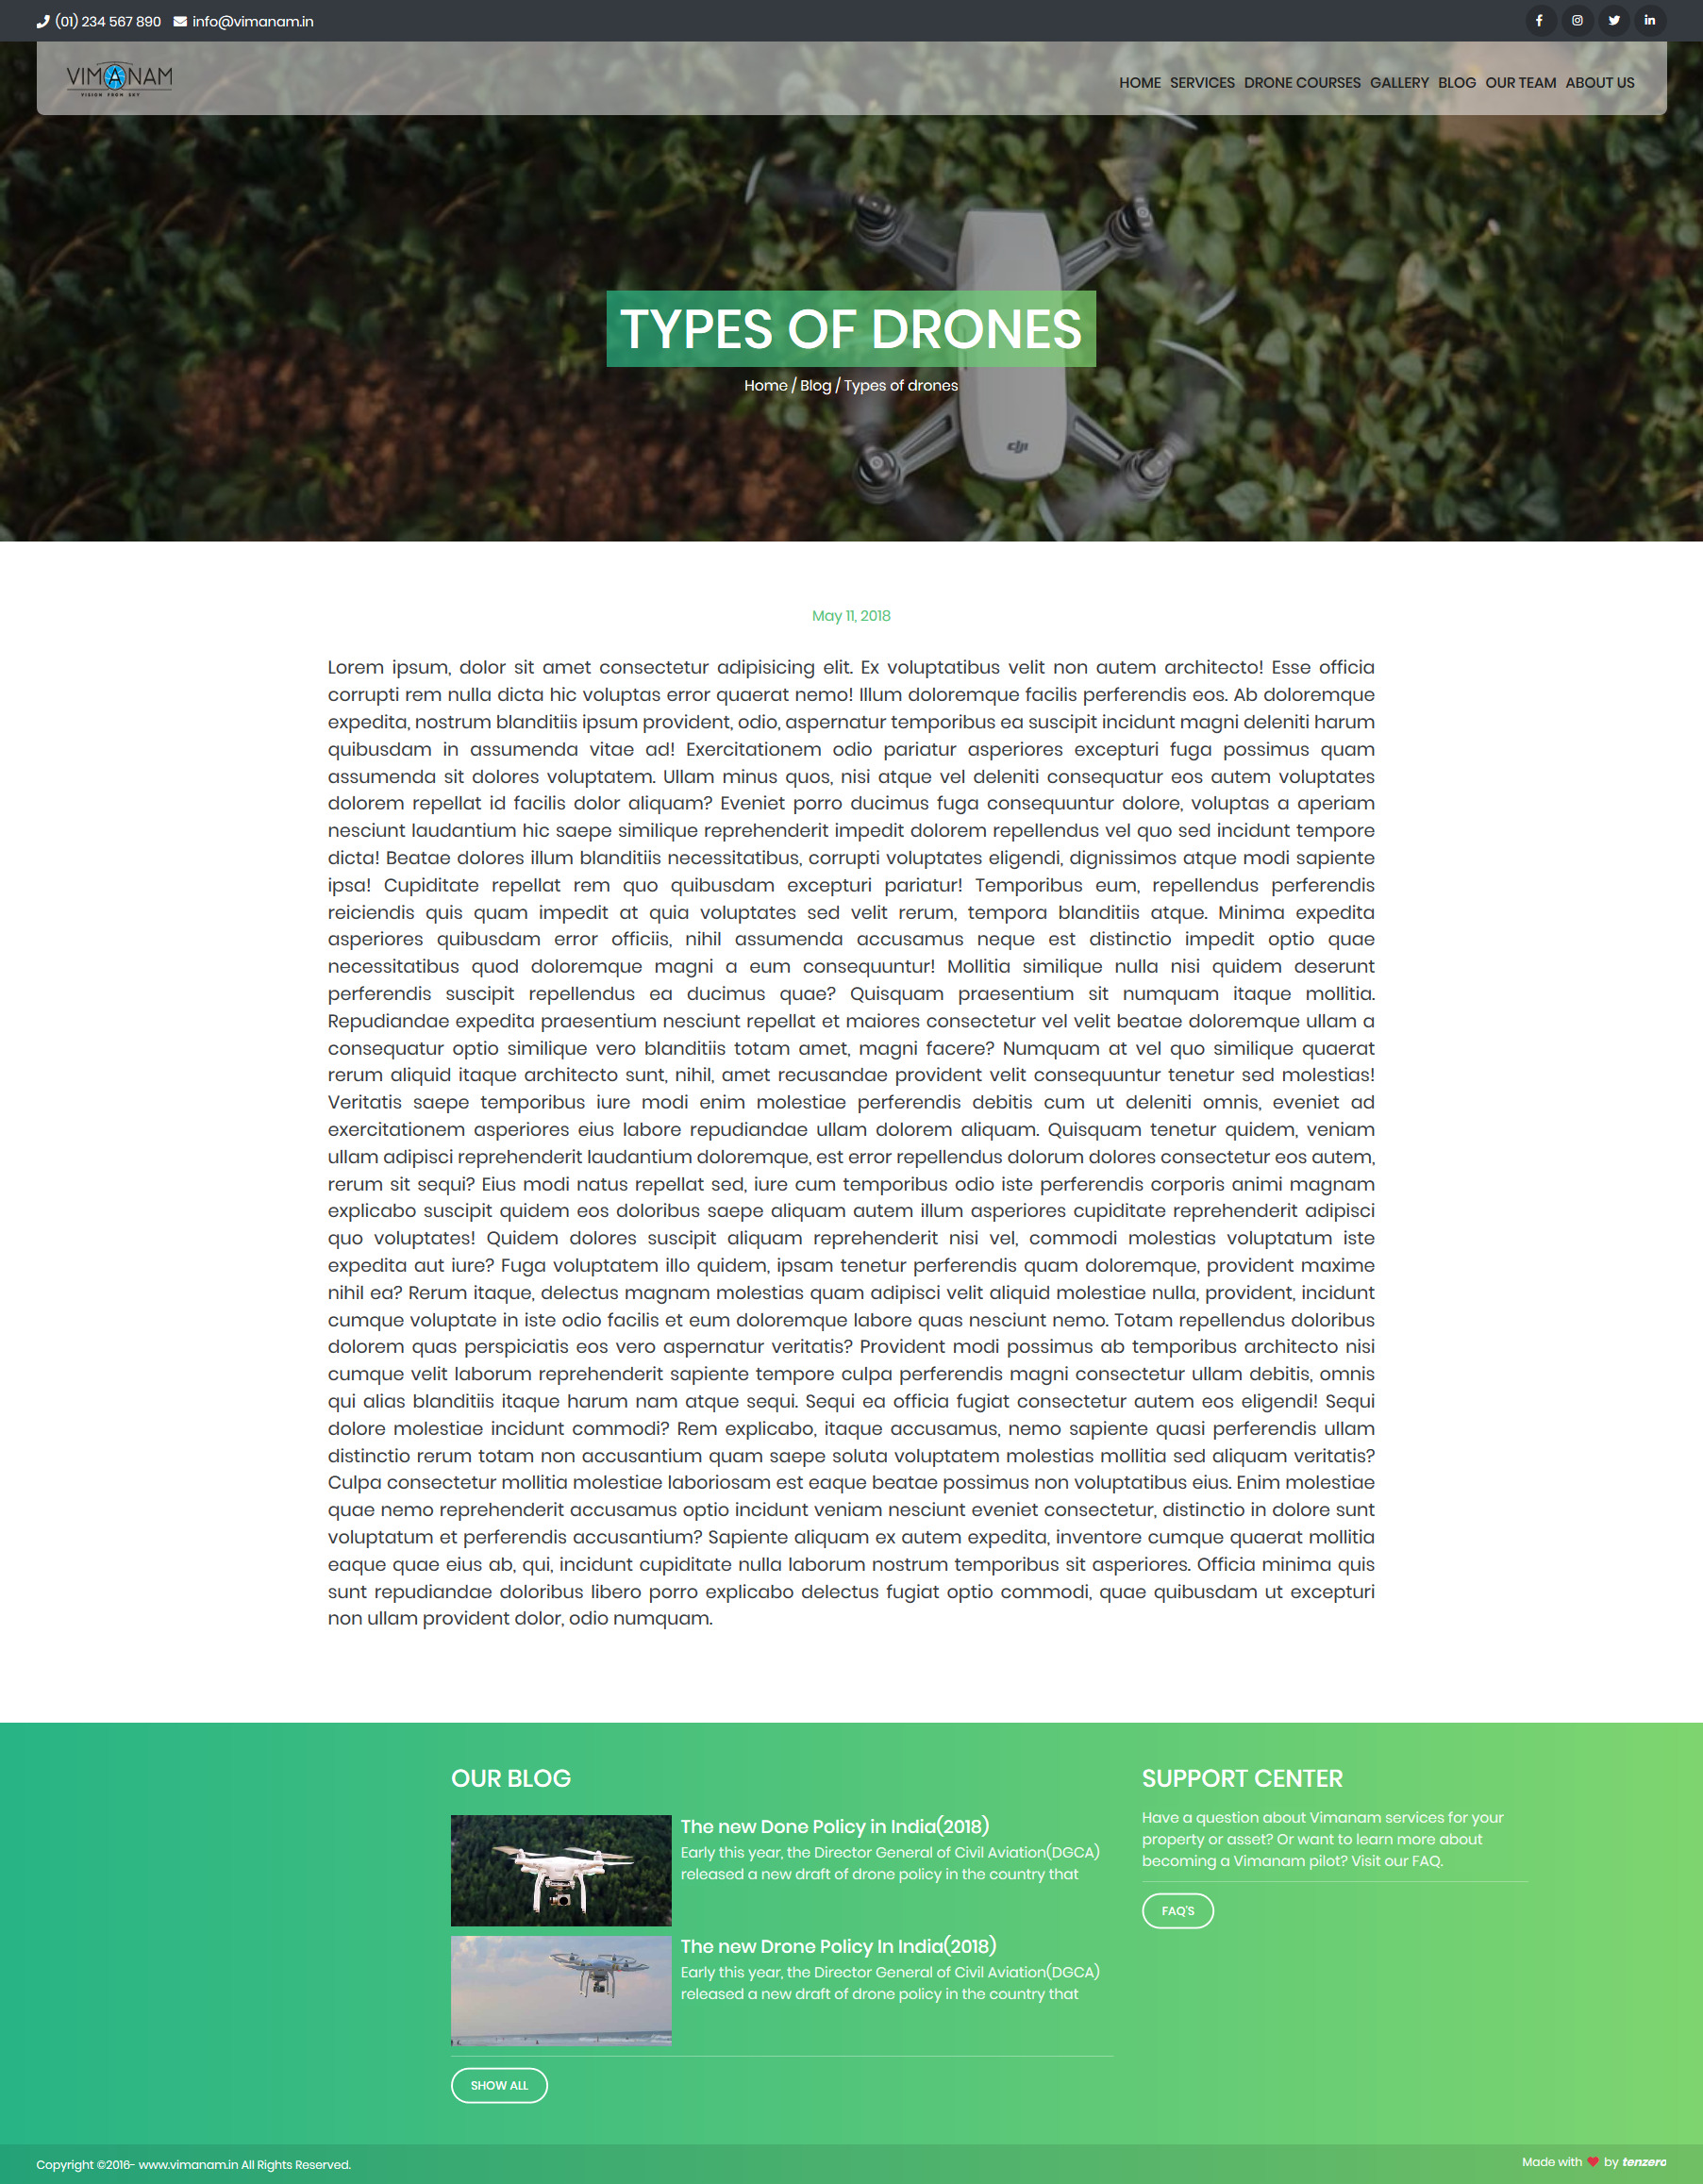 (01) 234 567 890 info@vimanam.in
VIMANAM
VISION FROM SKY
HOME SERVICES DRONE COURSES GALLERY BLOG OUR TEAM ABOUT US
TYPES OF DRONES
Home / Blog / Types of drones
dji
May 11, 2018
Lorem ipsum, dolor sit amet consectetur adipisicing elit. Ex voluptatibus velit non autem architecto! Esse officia
corrupti rem nulla dicta hic voluptas error quaerat nemo! Illum doloremque facilis perferendis eos. Ab doloremque
expedita, nostrum blanditiis ipsum provident, odio, aspernatur temporibus ea suscipit incidunt magni deleniti harum
quibusdam in assumenda vitae ad! Exercitationem odio pariatur asperiores excepturi fuga possimus quam
assumenda sit dolores voluptatem. Ullam minus quos, nisi atque vel deleniti consequatur eos autem voluptates
dolorem repellat id facilis dolor aliquam? Eveniet porro ducimus fuga consequuntur dolore, voluptas a aperiam
nesciunt laudantium hic saepe similique reprehenderit impedit dolorem repellendus vel quo sed incidunt tempore
dicta! Beatae dolores illum blanditiis necessitatibus, corrupti voluptates eligendi, dignissimos atque modi sapiente
ipsa! Cupiditate repellat rem quo quibusdam excepturi pariatur! Temporibus eum, repellendus perferendis
reiciendis quis quam impedit at quia voluptates sed velit rerum, tempora blanditiis atque. Minima expedita
asperiores quibusdam error officiis, nihil assumenda accusamus neque est distinctio impedit optio quae
necessitatibus quod doloremque magni a eum consequuntur! Mollitia similique nulla nisi quidem deserunt
perferendis suscipit repellendus ea ducimus quae? Quisquam praesentium sit numquam itaque mollitia.
Repudiandae expedita praesentium nesciunt repellat et maiores consectetur vel velit beatae doloremque ullam a
consequatur optio similique vero blanditiis totam amet, magni facere? Numquam at vel quo similique quaerat
rerum aliquid itaque architecto sunt, nihil, amet recusandae provident velit consequuntur tenetur sed molestias!
Veritatis saepe temporibus iure modi enim molestiae perferendis debitis cum ut deleniti omnis, eveniet ad
exercitationem asperiores eius labore repudiandae ullam dolorem aliquam. Quisquam tenetur quidem, veniam
ullam adipisci reprehenderit laudantium doloremque, est error repellendus dolorum dolores consectetur eos autem,
rerum sit sequi? Eius modi natus repellat sed, iure cum temporibus odio iste perferendis corporis animi magnam
explicabo suscipit quidem eos doloribus saepe aliquam autem illum asperiores cupiditate reprehenderit adipisci
quo voluptates! Quidem dolores suscipit aliquam reprehenderit nisi vel, commodi molestias voluptatum iste
expedita aut iure? Fuga voluptatem illo quidem, ipsam tenetur perferendis quam doloremque, provident maxime
nihil ea? Rerum itaque, delectus magnam molestias quam adipisci velit aliquid molestiae nulla, provident, incidunt
cumque voluptate in iste odio facilis et eum doloremque labore quas nesciunt nemo. Totam repellendus doloribus
dolorem quas perspiciatis eos vero aspernatur veritatis? Provident modi possimus ab temporibus architecto nisi
cumque velit laborum reprehenderit sapiente tempore culpa perferendis magni consectetur ullam debitis, omnis
qui alias blanditiis itaque harum nam atque sequi. Sequi ea officia fugiat consectetur autem eos eligendi! Sequi
dolore molestiae incidunt commodi? Rem explicabo, itaque accusamus, nemo sapiente quasi perferendis ullam
distinctio rerum totam non accusantium quam saepe soluta voluptatem molestias mollitia sed aliquam veritatis?
Culpa consectetur mollitia molestiae laboriosam est eaque beatae possimus non voluptatibus eius. Enim molestiae
quae nemo reprehenderit accusamus optio incidunt veniam nesciunt eveniet consectetur, distinctio in dolore sunt
voluptatum et perferendis accusantium? Sapiente aliquam ex autem expedita, inventore cumque quaerat mollitia
eaque quae eius ab, qui, incidunt cupiditate nulla laborum nostrum temporibus sit asperiores. Officia minima quis
sunt repudiandae doloribus libero porro explicabo delectus fugiat optio commodi, quae quibusdam ut excepturi
non ullam provident dolor, odio numquam.
OUR BLOG
The new Done Policy in India(2018)
Early this year, the Director General of Civil Aviation(DGCA)
released a new draft of drone policy in the country that
The new Drone Policy In India(2018)
Early this year, the Director General of Civil Aviation(DGCA)
released a new draft of drone policy in the country that
SHOW ALL
SUPPORT CENTER
Have a question about Vimanam services for your
property or asset? Or want to learn more about
becoming a Vimanam pilot? Visit our FAQ.
FAQ'S
Copyright ©2016- www.vimanam.in All Rights Reserved.
Made with ❤ by tenzero